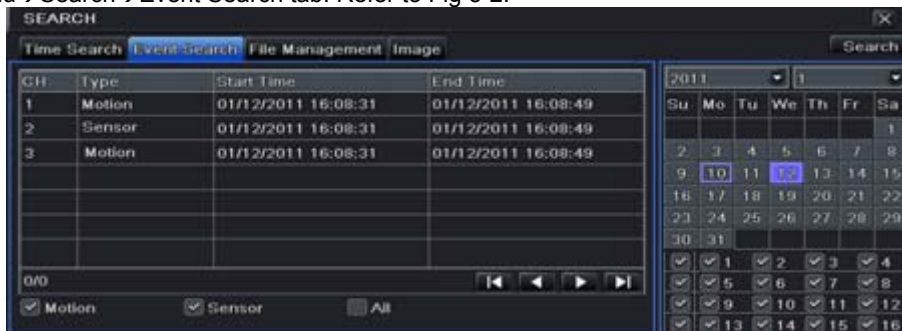 SEARCH
Time Search Event Search File Management Image Search
CH Type Start Time End Time
1 Motion 01/12/2011 16:08:31 01/12/2011 16:08:49
2 Sensor 01/12/2011 16:08:31 01/12/2011 16:08:49
3 Motion 01/12/2011 16:08:31 01/12/2011 16:08:49
0/0
Motion Sensor All
2011 1
Su Mo Tu We Th Fr Sa
1
2 3 4 5 6 7 8
9 10 11 12 13 14 15
16 17 18 19 20 21 22
23 24 25 26 27 28 29
30 31
1 2 3 4
5 6 7 8
9 10 11 12
13 14 15 16